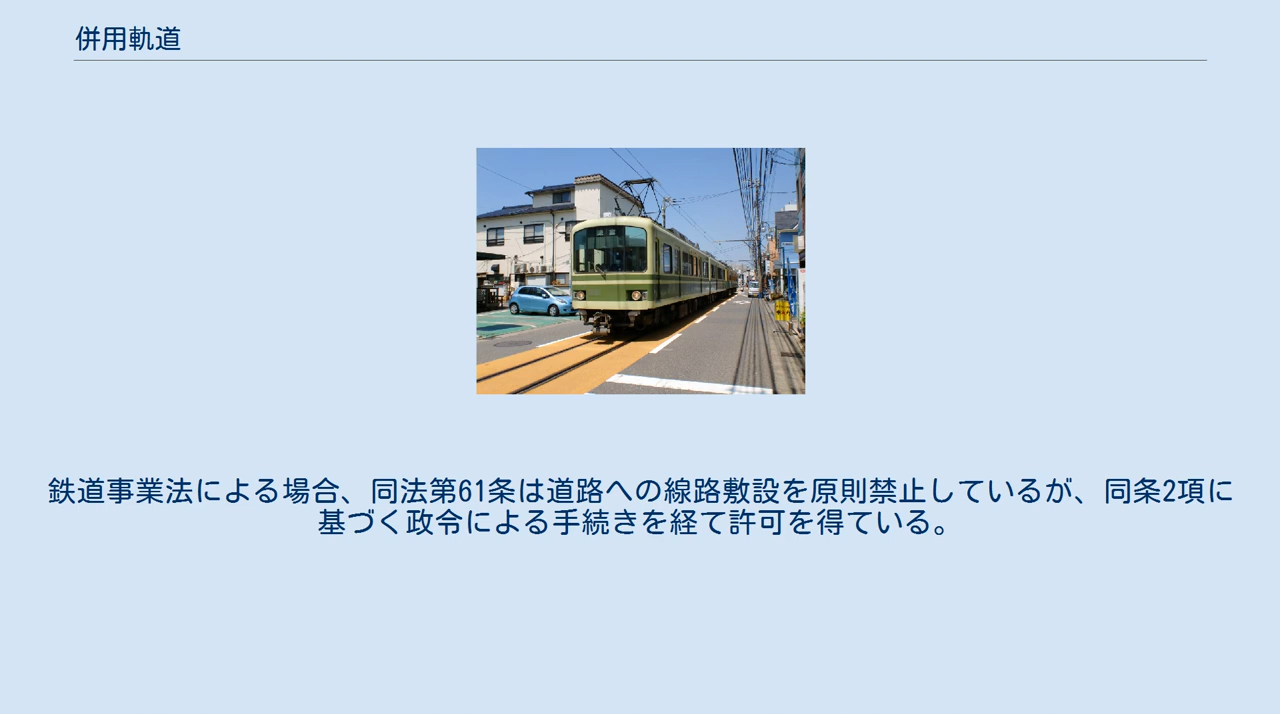 併用軌道
鉄道事業法による場合、同法第61条は道路への線路敷設を原則禁止しているが、同条2項に
基づく政令による手続きを経て許可を得ている。